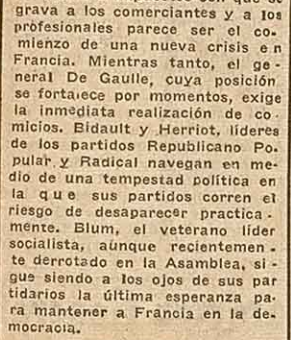 grava a los comerciantes y a los
profesionales parece ser el co-
mienzo de una nueva crisis en
Francia. Mientras tanto, el ge-
neral De Gaulle, cuya posición
se fortalece por momentos, exige
la inmediata realización de co-
micios. Bidault y Herriot, líderes
de los partidos Republicano Po-
pular y Radical navegan en me-
dio de una tempestad política en
la que sus partidos corren el
riesgo de desaparecer practica-
mente. Blum, el veterano líder
socialista, aunque recientemen-
te derrotado en la Asamblea, si-
gue siendo a los ojos de sus par
tidarios la última esperanza pa-
ra mantener a Francia en la de-
mocracia.